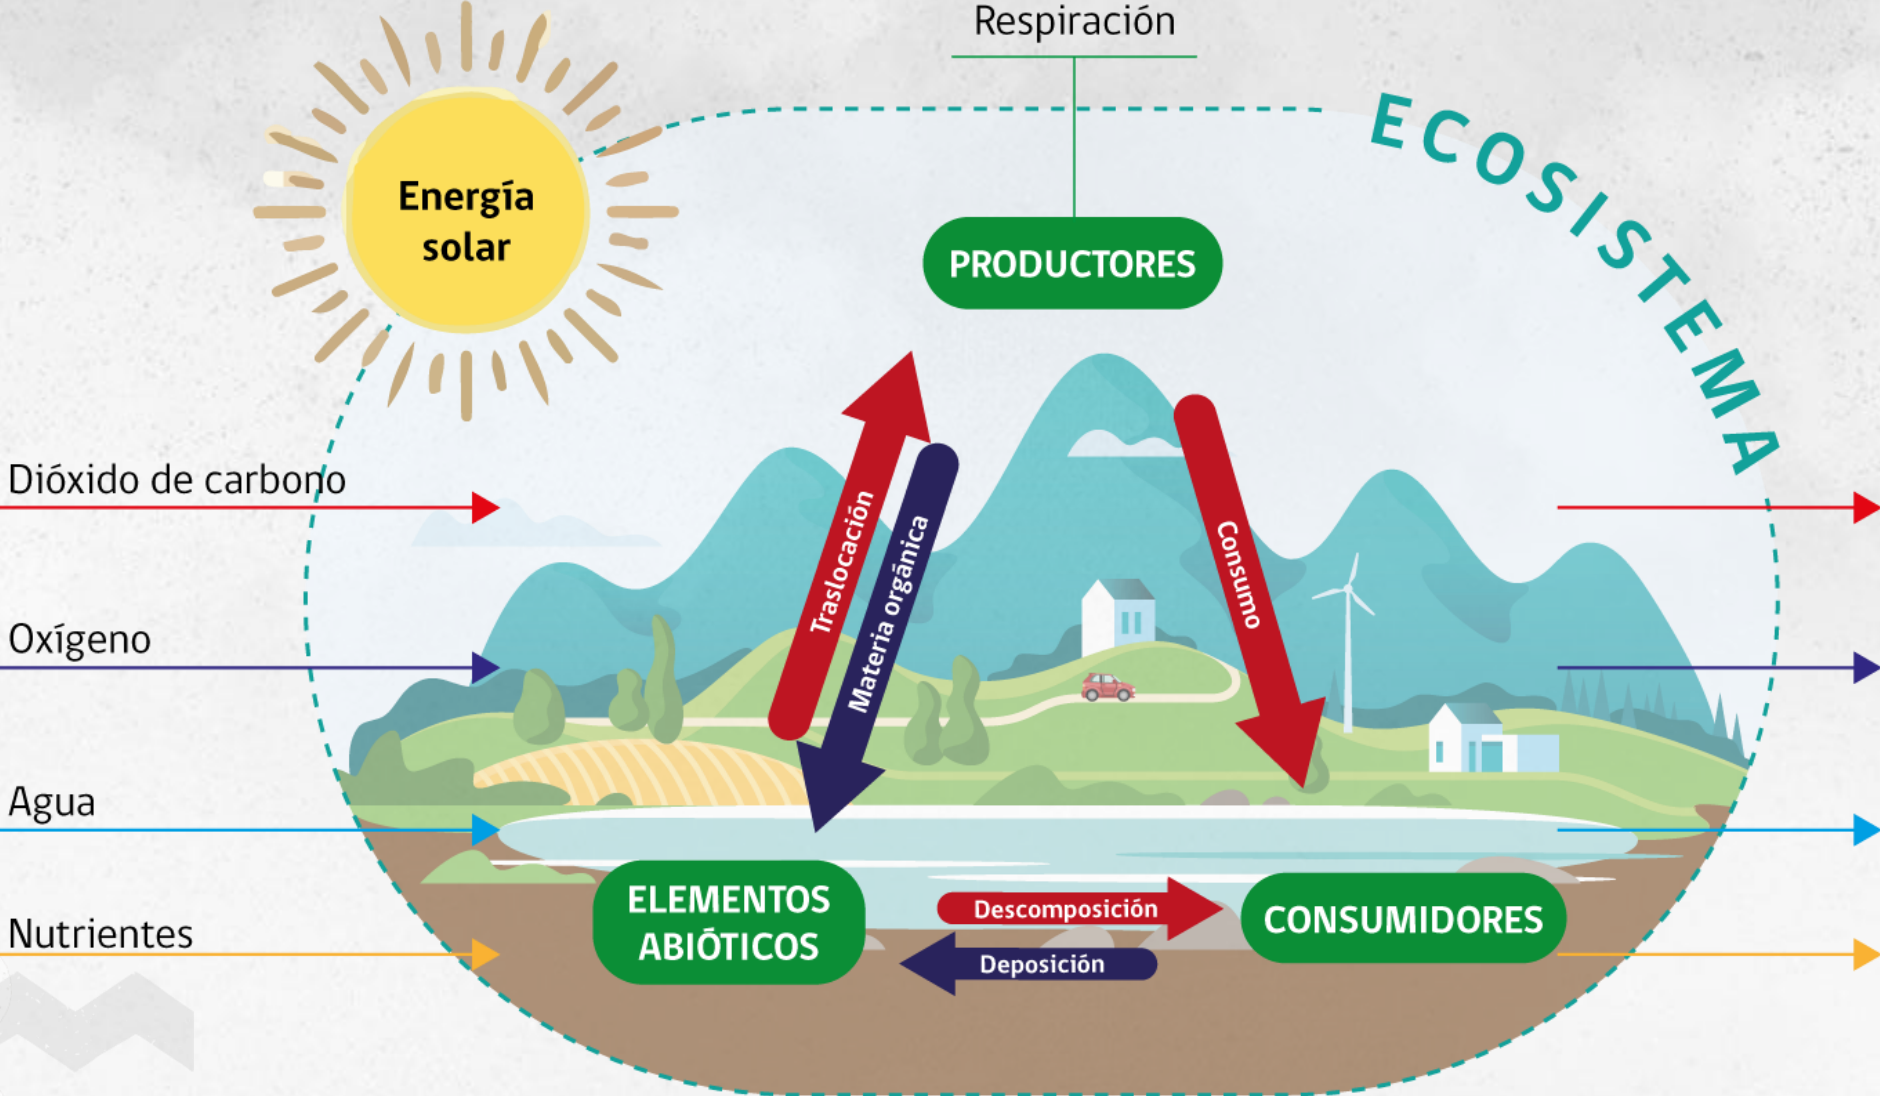 Respiración
ECOSISTEMA
Energía
solar
PRODUCTORES
Dióxido de carbono
Oxígeno
Agua
Nutrientes
Traslocación
Materia orgánica
Consumo
ELEMENTOS
ABIÓTICOS
Descomposición
Deposición
CONSUMIDORES